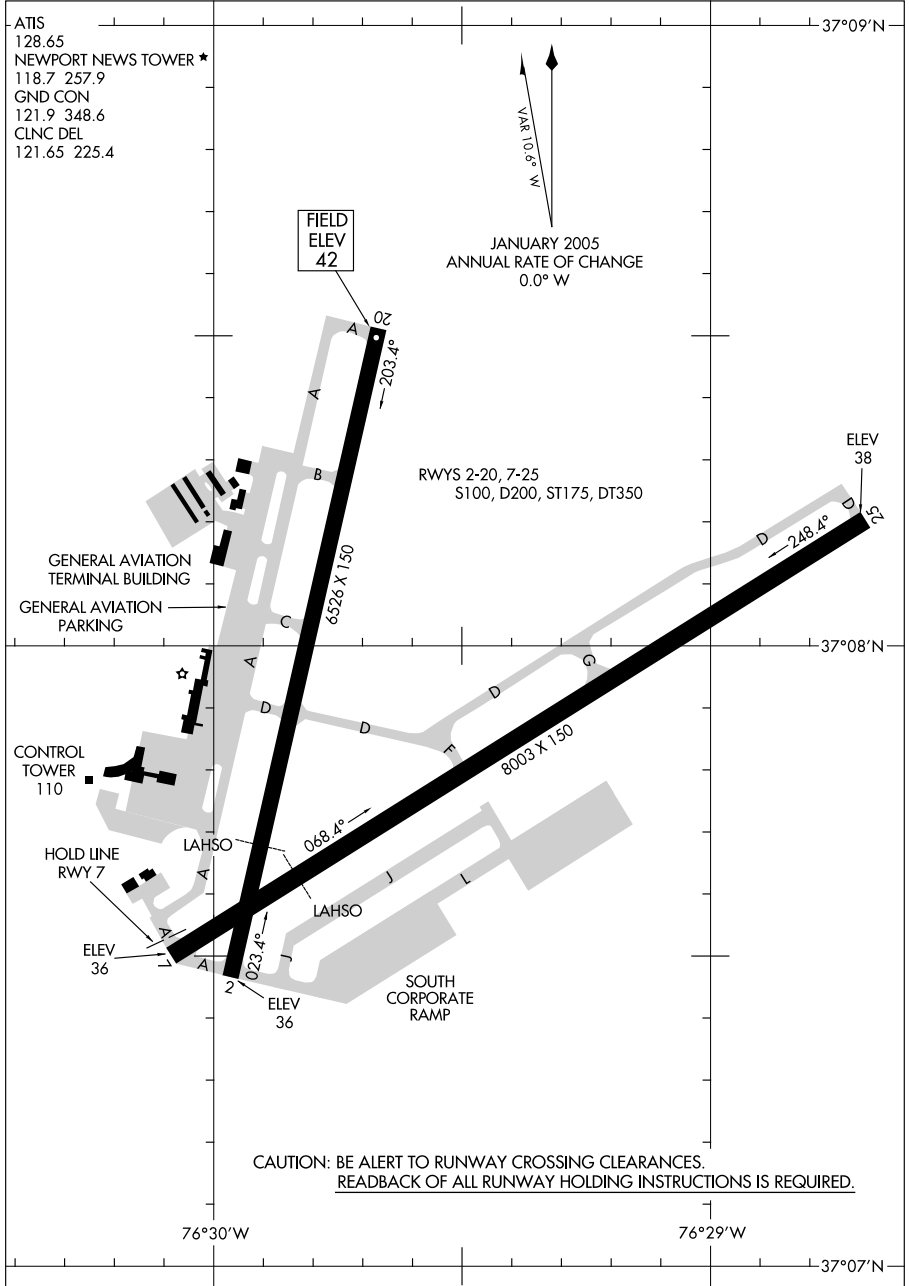 ATIS
128.65
NEWPORT NEWS TOWER
118.7 257.9
GND CON
121.9 348.6
CLNC DEL
121.65 225.4
37°09'N
VAR 10.6° W
JANUARY 2005
ANNUAL RATE OF CHANGE
0.0° W
FIELD
ELEV
42
20
A
203.4°
A
B
RWYS 2-20, 7-25
S100, D200, ST175, DT350
ELEV
38
D
25
D
248.4°
GENERAL AVIATION
TERMINAL BUILDING
GENERAL AVIATION
PARKING
6526 X 150
C
A
37°08'N
G
D
D
D
F
8003 X 150
CONTROL
TOWER
110
LAHSO
068.4°
HOLD LINE
RWY 7
A
J
L
LAHSO
A
ELEV
36
7
A
023.4°
J
2
ELEV
36
SOUTH
CORPORATE
RAMP
CAUTION: BE ALERT TO RUNWAY CROSSING CLEARANCES.
READBACK OF ALL RUNWAY HOLDING INSTRUCTIONS IS REQUIRED.
76°30'W
76°29'W
37°07'N